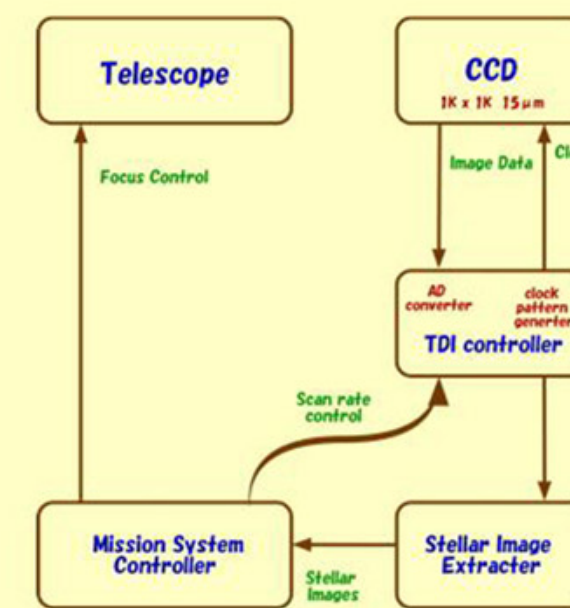 Telescope
CCD
1K x 1K 15μm
Focus Control
Image Data
AD
converter
clock
pattern
generter
TDI controller
Scan rate
control
Mission System
Controller
Stellar Image
Extracter
Stellar
Images